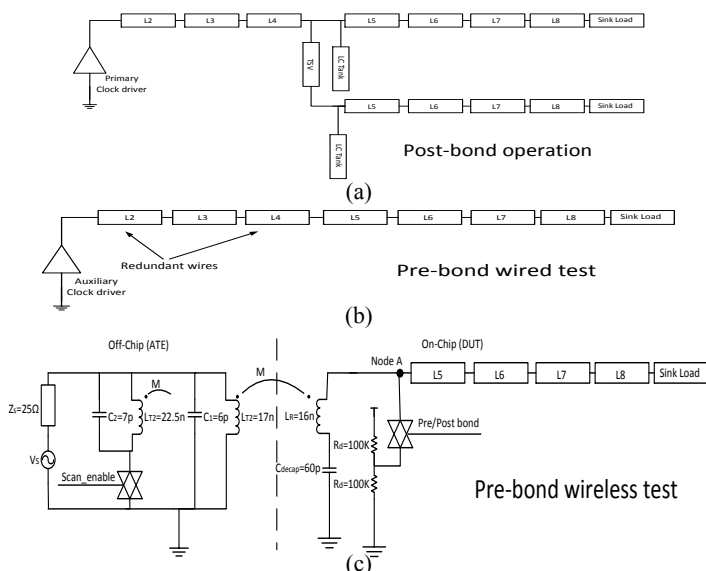 L2 L3 L4 L5 L6 L7 L8 Sink Load
TSV
LC Tank
Primary
Clock driver
L5 L6 L7 L8 Sink Load
LC Tank
Post-bond operation
(a)
L2 L3 L4 L5 L6 L7 L8 Sink Load
Redundant wires
Auxiliary
Clock driver
Pre-bond wired test
(b)
Off-Chip (ATE)
On-Chip (DUT)
M
Node A
L5 L6 L7 L8 Sink Load
M
Zs=25Ω
C2=7p
LT2=22.5n
C1=6p
LT2=17n
LR=16n
Pre/Post bond
Vs
Rd=100K
Scan_enable
Cdecap=60p
Rd=100K
Pre-bond wireless test
(c)